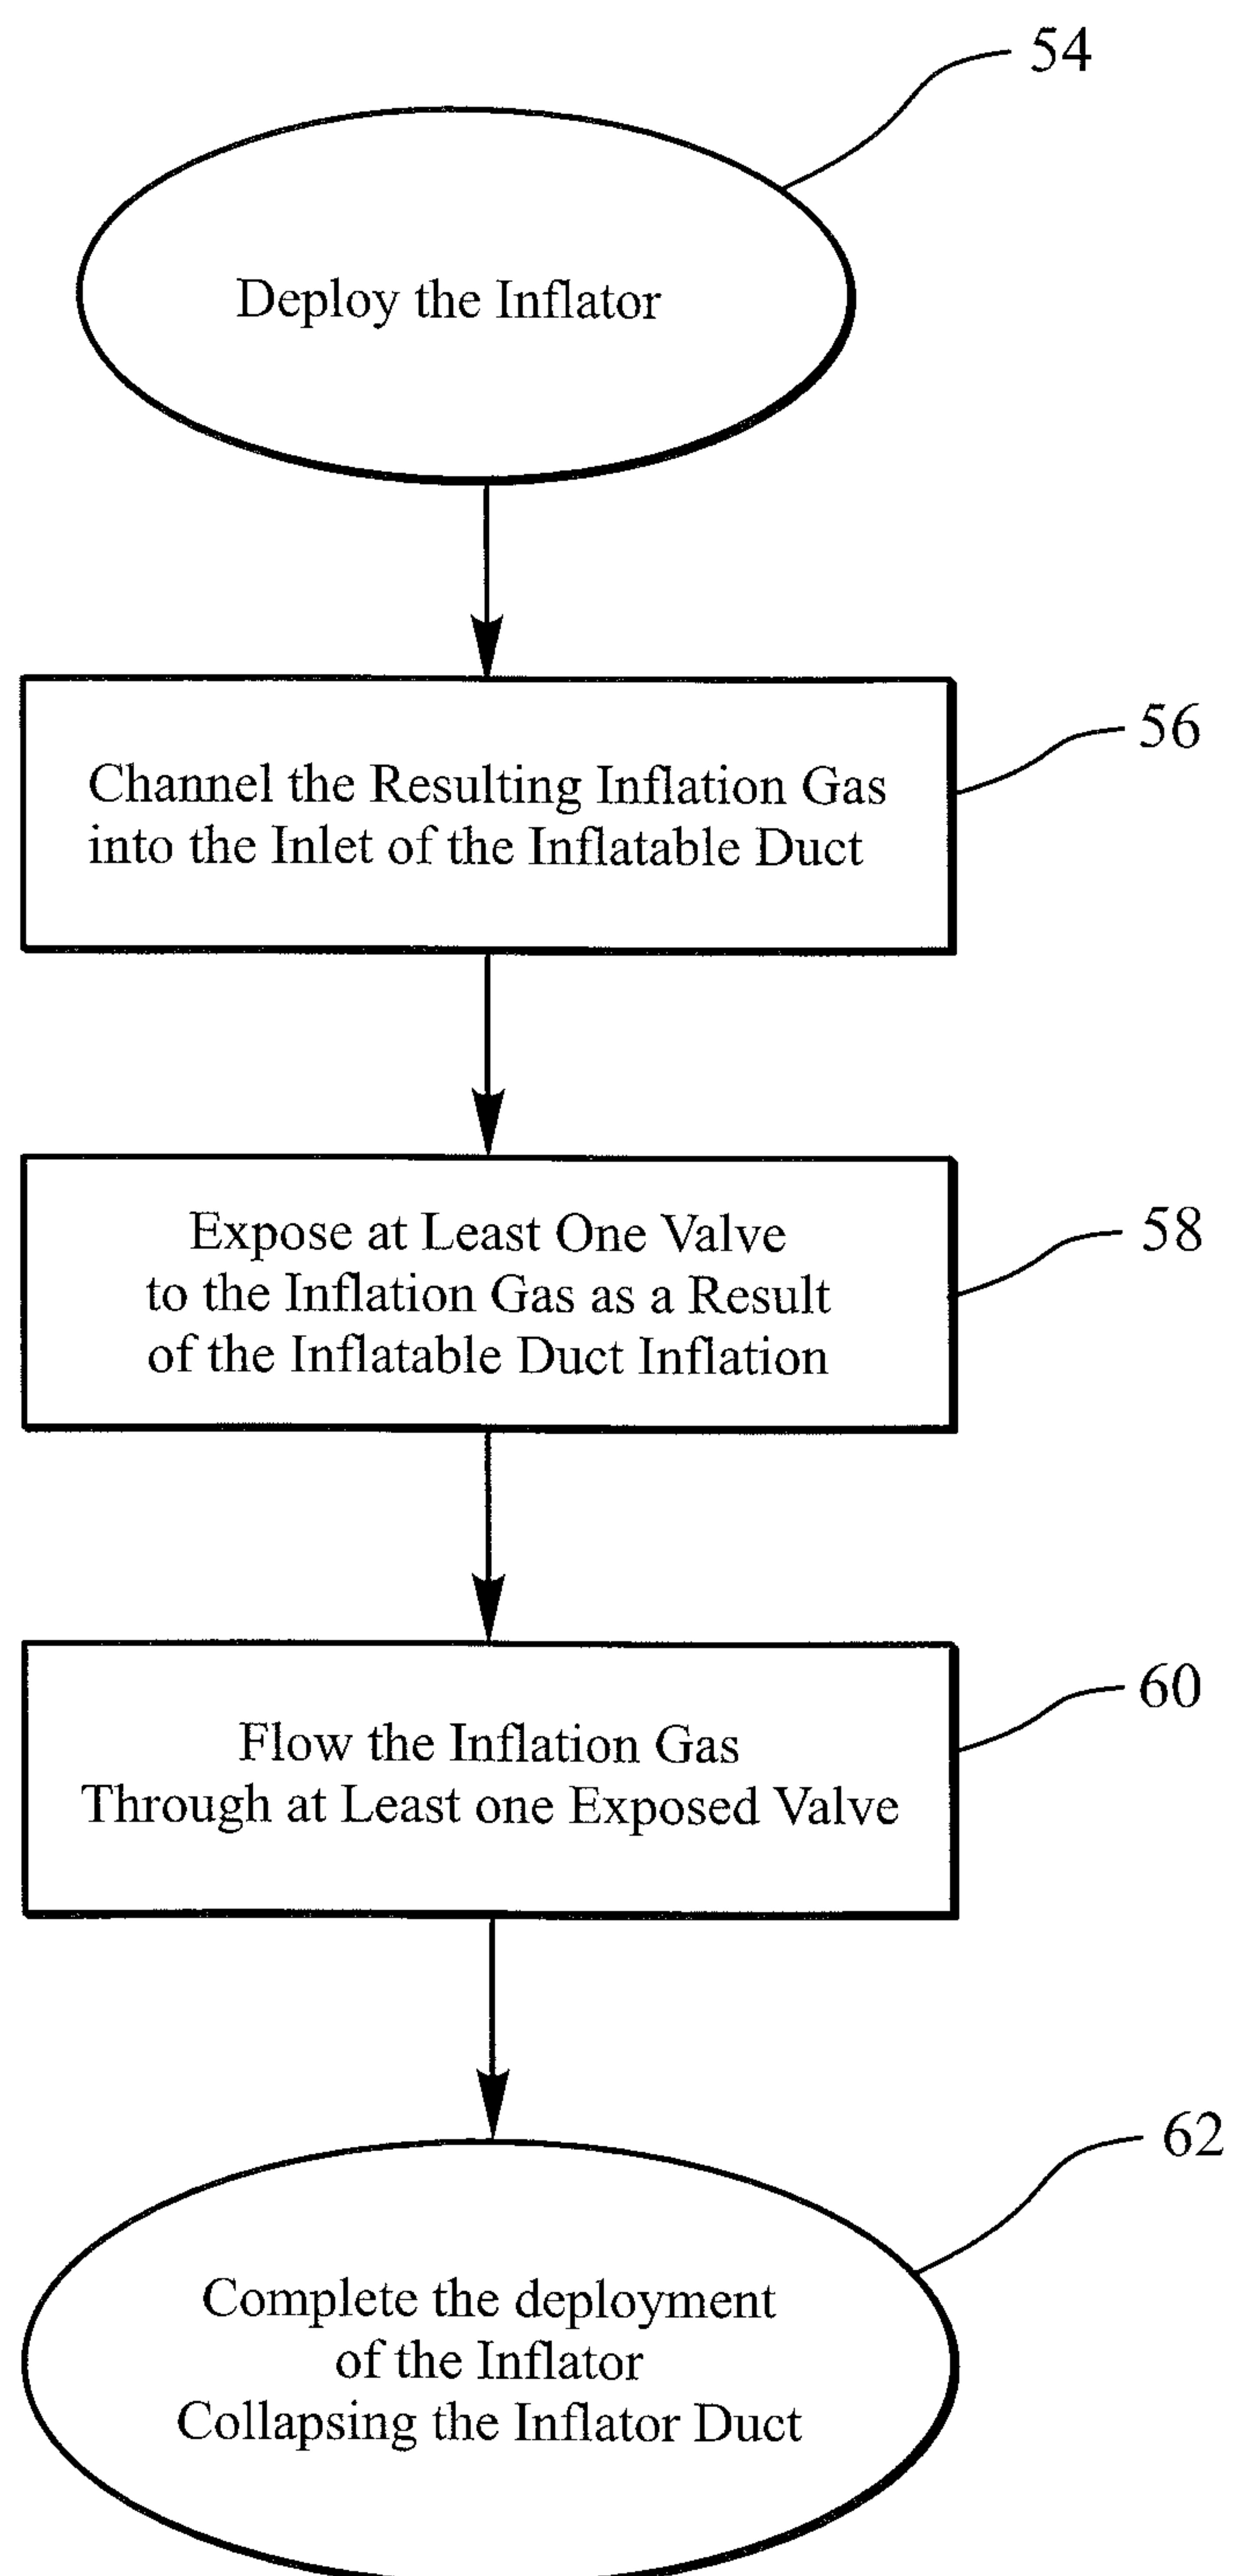 54
Deploy the Inflator
56
Channel the Resulting Inflation Gas
into the Inlet of the Inflatable Duct
58
Expose at Least One Valve
to the Inflation Gas as a Result
of the Inflatable Duct Inflation
60
Flow the Inflation Gas
Through at Least one Exposed Valve
62
Complete the deployment
of the Inflator
Collapsing the Inflator Duct